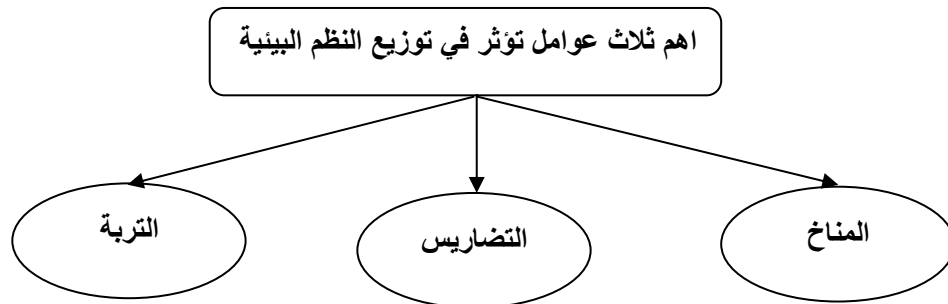 اهم ثلاث عوامل تؤثر في توزيع النظم البيئية
المناخ
التضاريس
التربة